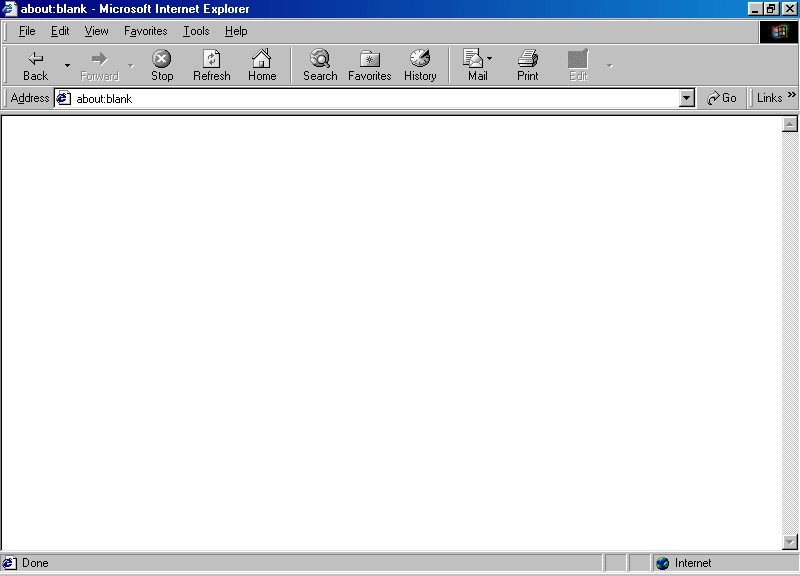 about:blank - Microsoft Internet Explorer
File Edit View Favorites Tools Help
Back Forward Stop Refresh Home Search Favorites History Mail Print Edit
Address about:blank Go Links »
Done Internet